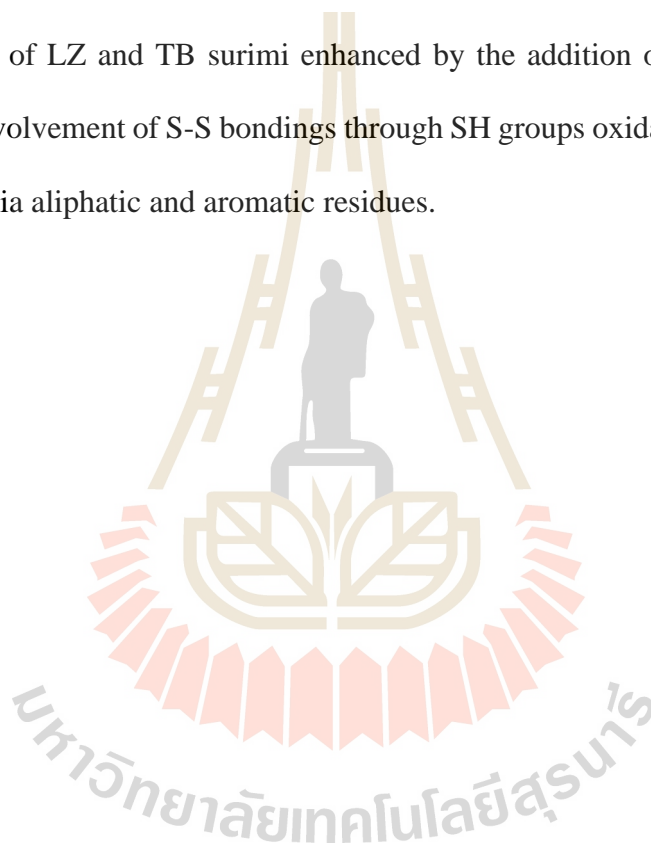 of LZ and TB surimi enhanced by the addition o
volvement of S-S bondings through SH groups oxida
ia aliphatic and aromatic residues.
มหาวิทยาลัยเทคโนโลยีสุรนารี